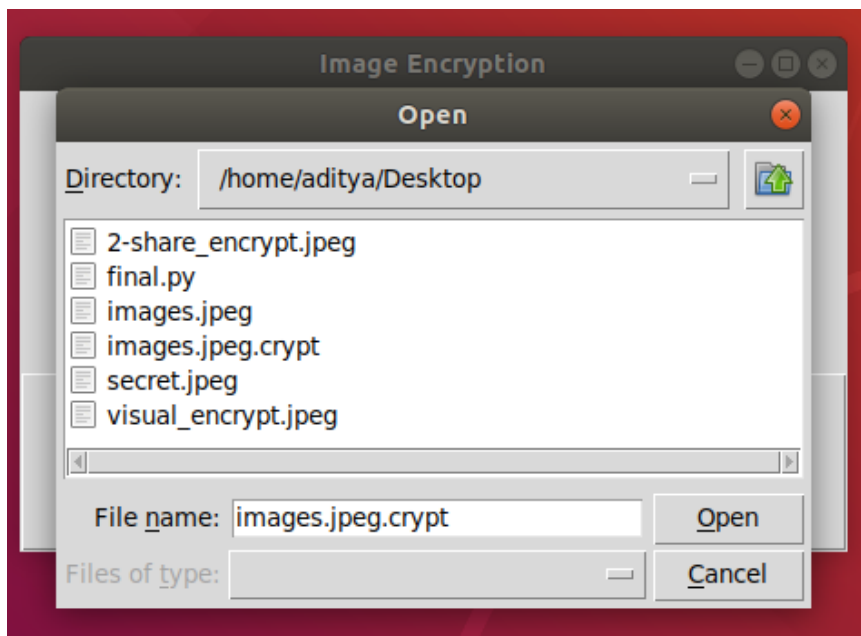 Image Encryption
Open
Directory: /home/aditya/Desktop
2-share_encrypt.jpeg
final.py
images.jpeg
images.jpeg.crypt
secret.jpeg
visual_encrypt.jpeg
File name: images.jpeg.crypt Open
Files of type: Cancel